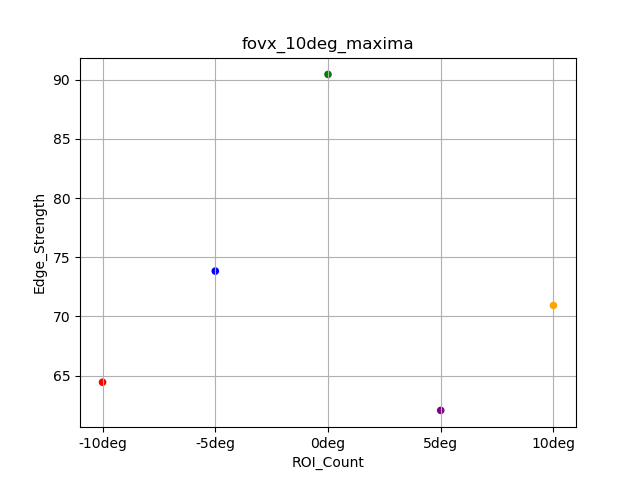 fovx_10deg_maxima
90
85
80
75
70
65
Edge_Strength
-10deg
-5deg
0deg
5deg
10deg
ROI_Count